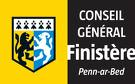 CONSEIL
GÉNÉRAL
Finistère
Penn-ar-Bed